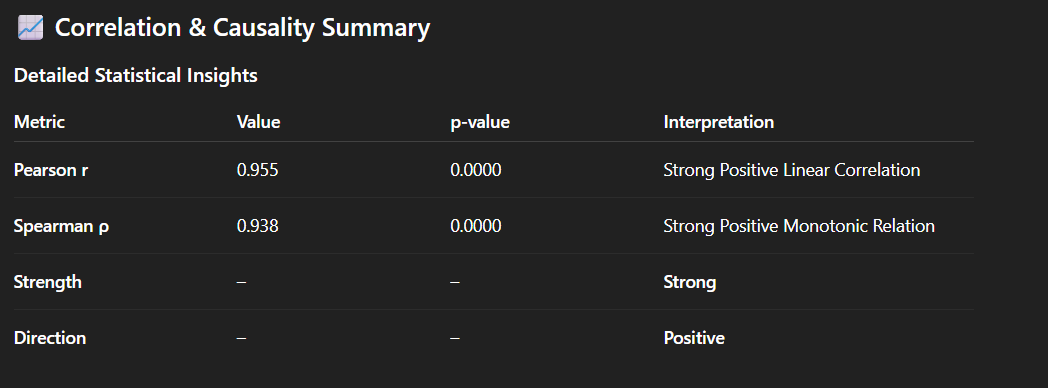 📈 Correlation & Causality Summary
Detailed Statistical Insights
Metric Value p-value Interpretation
Pearson r 0.955 0.0000 Strong Positive Linear Correlation
Spearman ρ 0.938 0.0000 Strong Positive Monotonic Relation
Strength – – Strong
Direction – – Positive